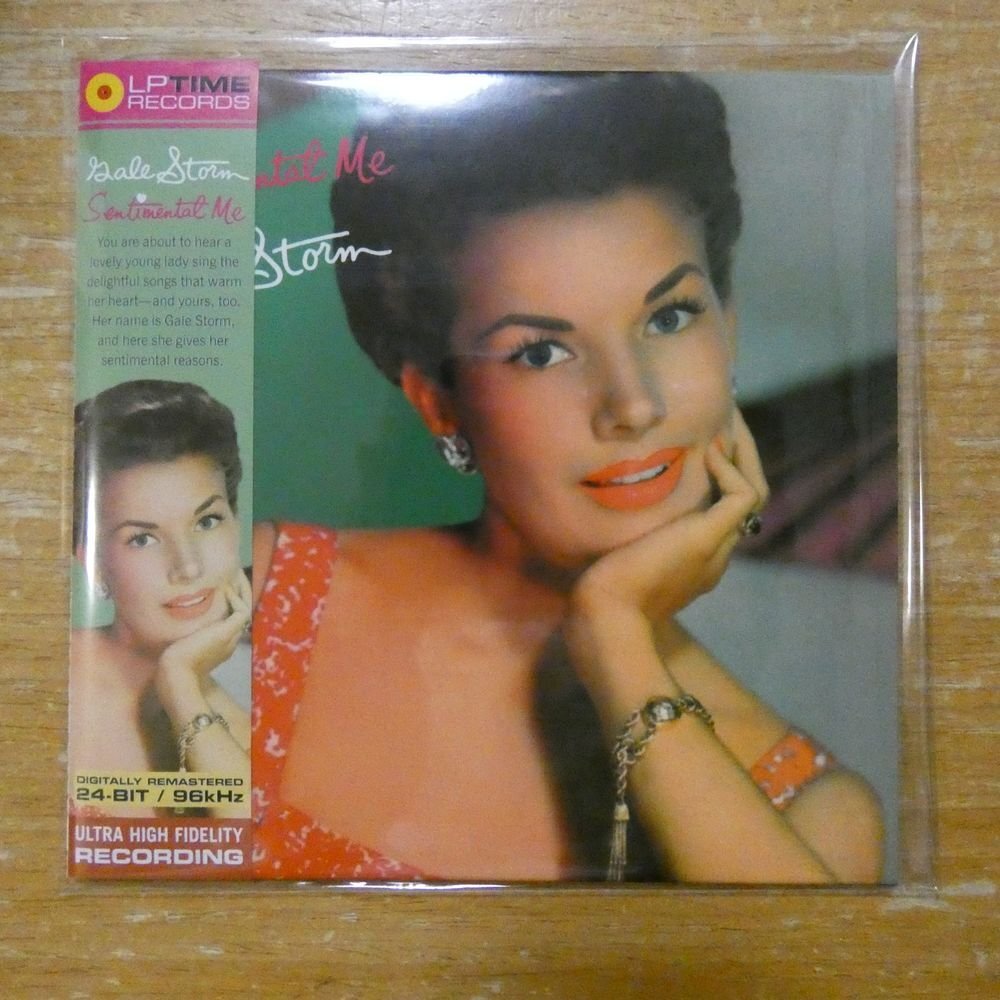 LPTIME
RECORDS
Gale Storm
Sentimental Me
You are about to hear a
lovely young lady sing the
delightful songs that warm
her heart—and yours, too.
Her name is Gale Storm,
and here she gives her
sentimental reasons.
DIGITALLY REMASTERED
24-BIT / 96kHz
ULTRA HIGH FIDELITY
RECORDING
ntal Me
Storm